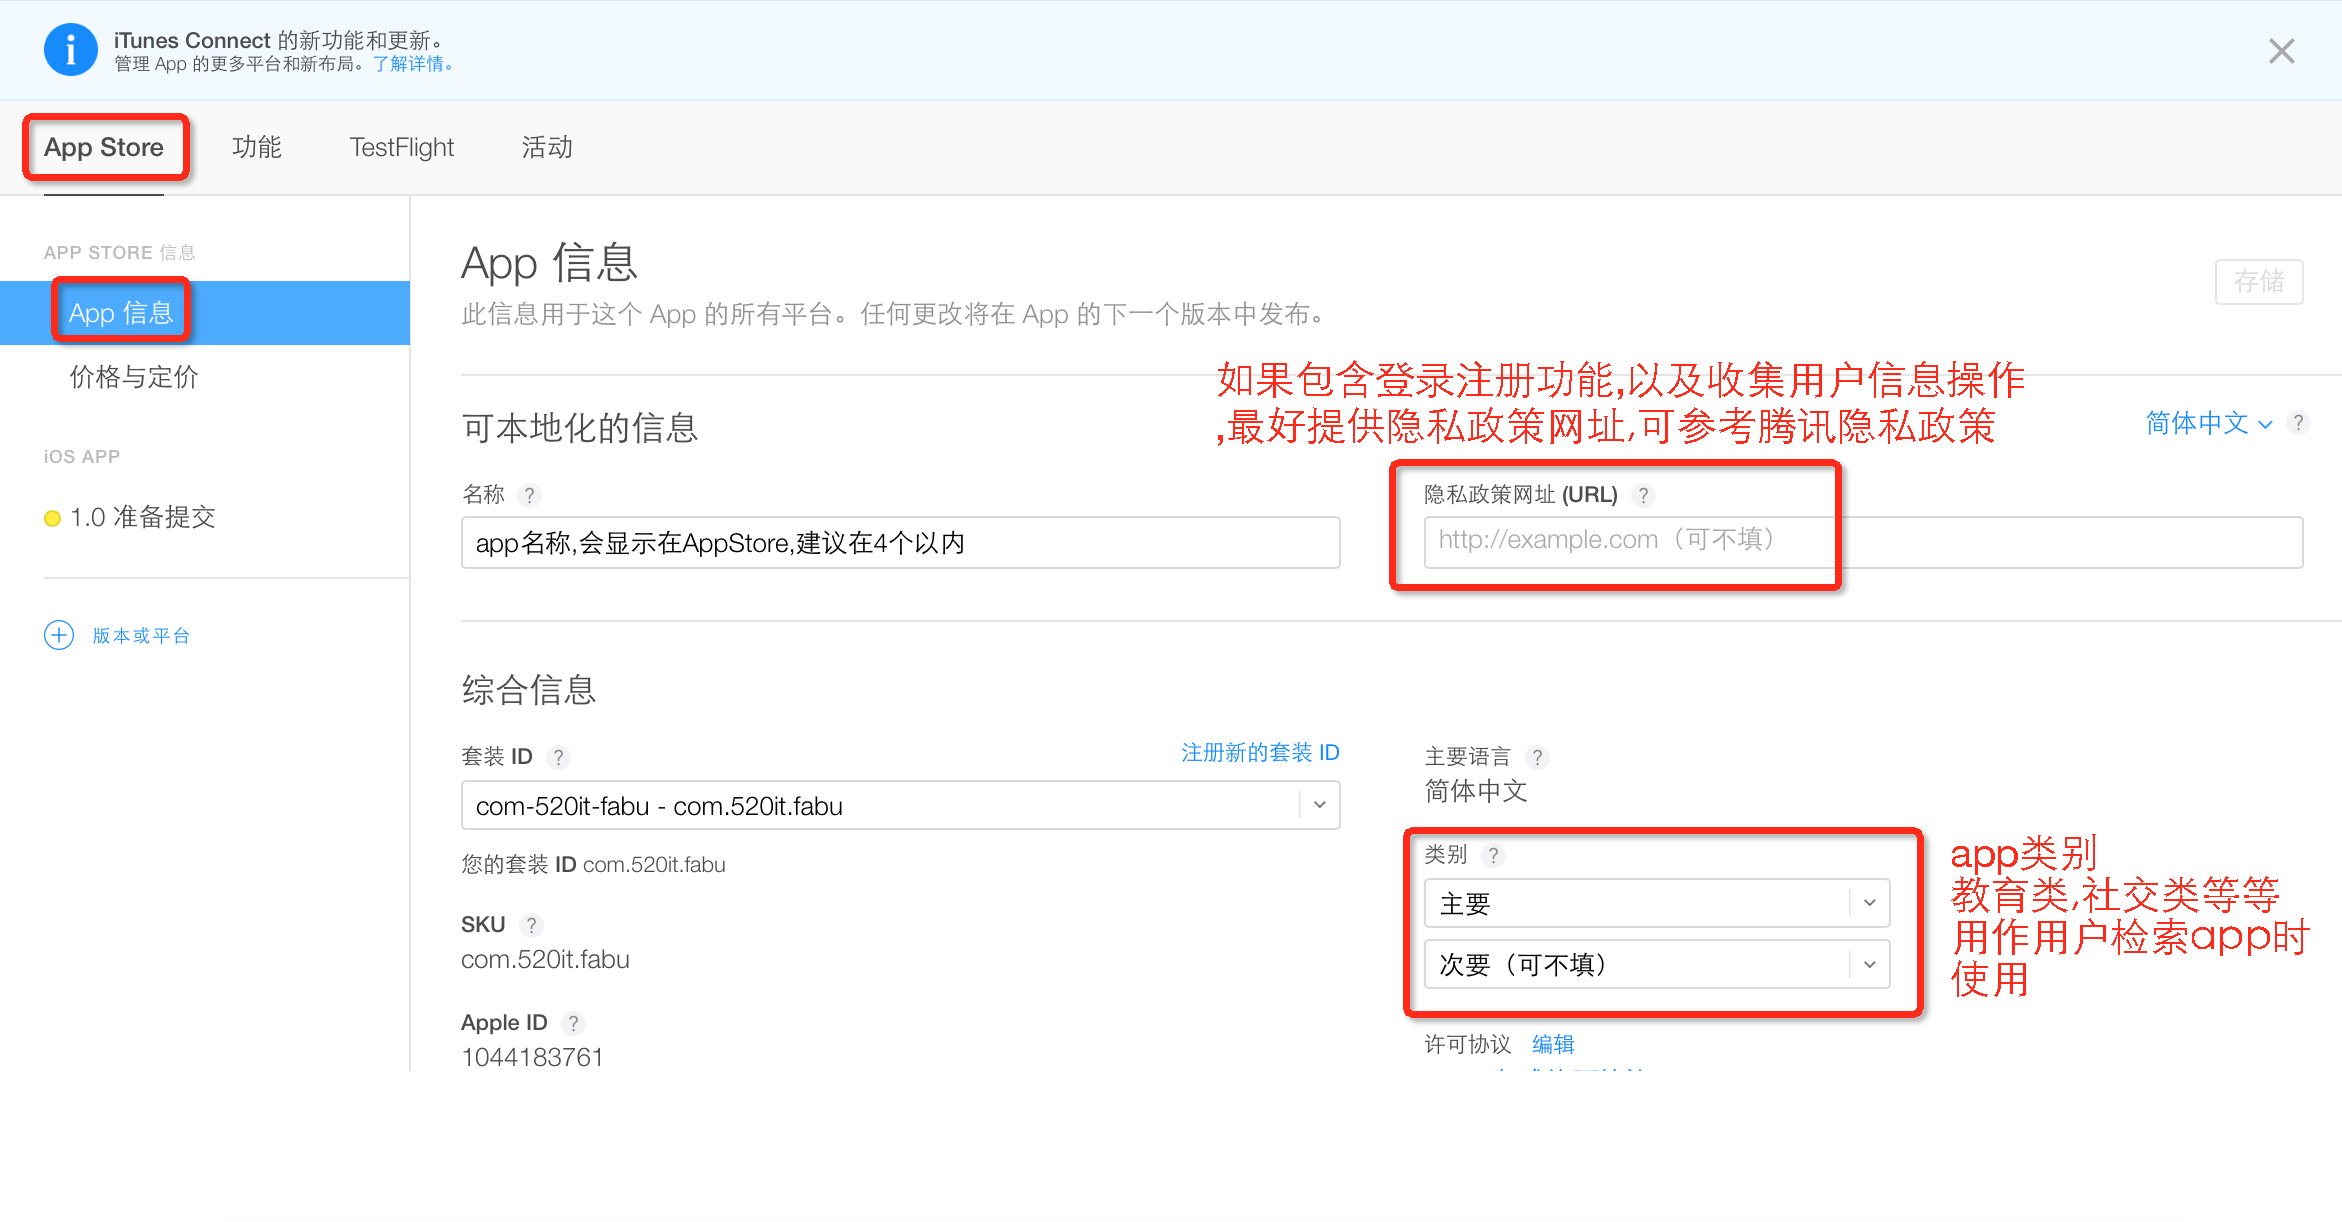 iTunes Connect 的新功能和更新。
管理 App 的更多平台和新布局。了解详情。
App Store 功能 TestFlight 活动
APP STORE 信息
App 信息
价格与定价
iOS APP
1.0 准备提交
版本或平台
App 信息
存储
此信息用于这个 App 的所有平台。任何更改将在 App 的下一个版本中发布。
如果包含登录注册功能,以及收集用户信息操作
,最好提供隐私政策网址,可参考腾讯隐私政策
可本地化的信息
简体中文 ?
名称 ?
app名称,会显示在AppStore,建议在4个以内
隐私政策网址 (URL) ?
http://example.com（可不填）
综合信息
套装 ID ? 注册新的套装 ID
com-520it-fabu - com.520it.fabu
您的套装 ID com.520it.fabu
SKU ?
com.520it.fabu
Apple ID ?
1044183761
主要语言 ?
简体中文
类别 ?
主要
次要（可不填）
app类别
教育类,社交类等等
用作用户检索app时
使用
许可协议 编辑